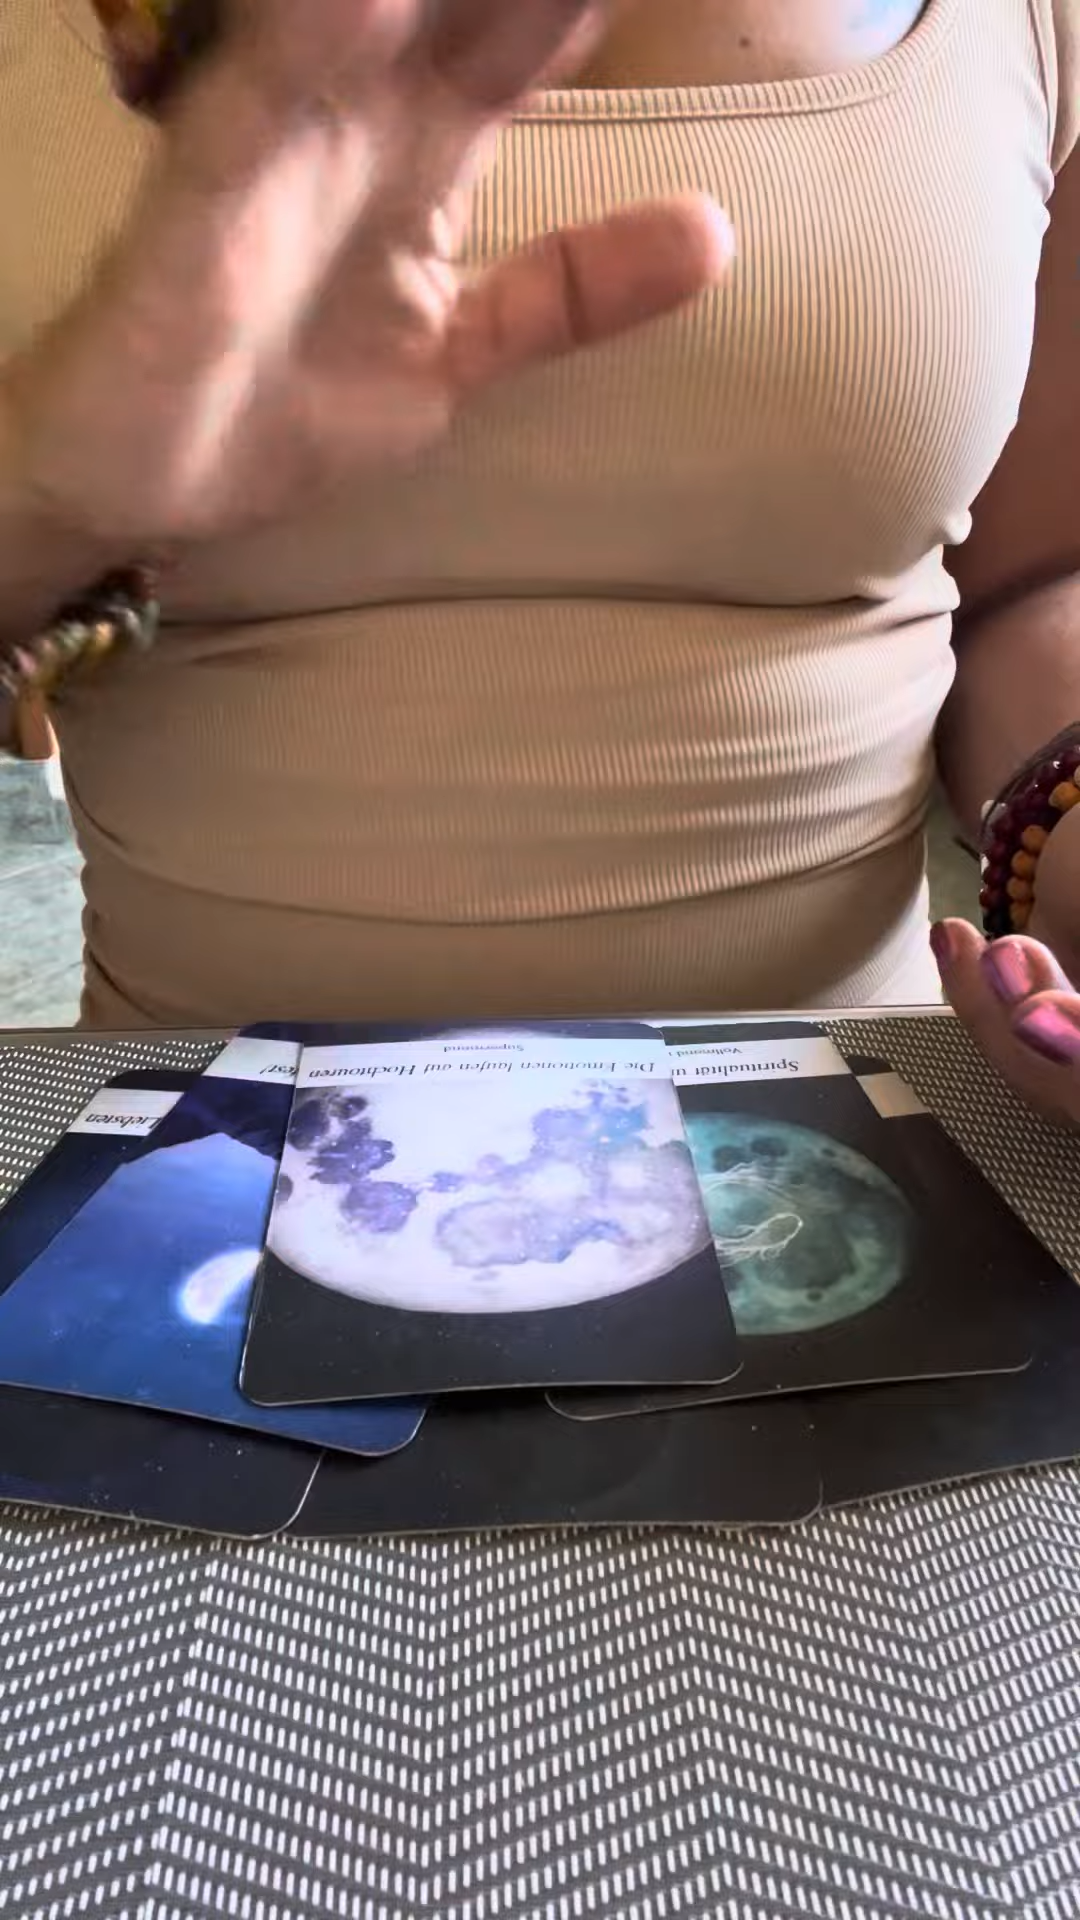 Supermond
Die Emotionen laufen auf Hochtouren
Vollmond
Spiritualität
Liebsten